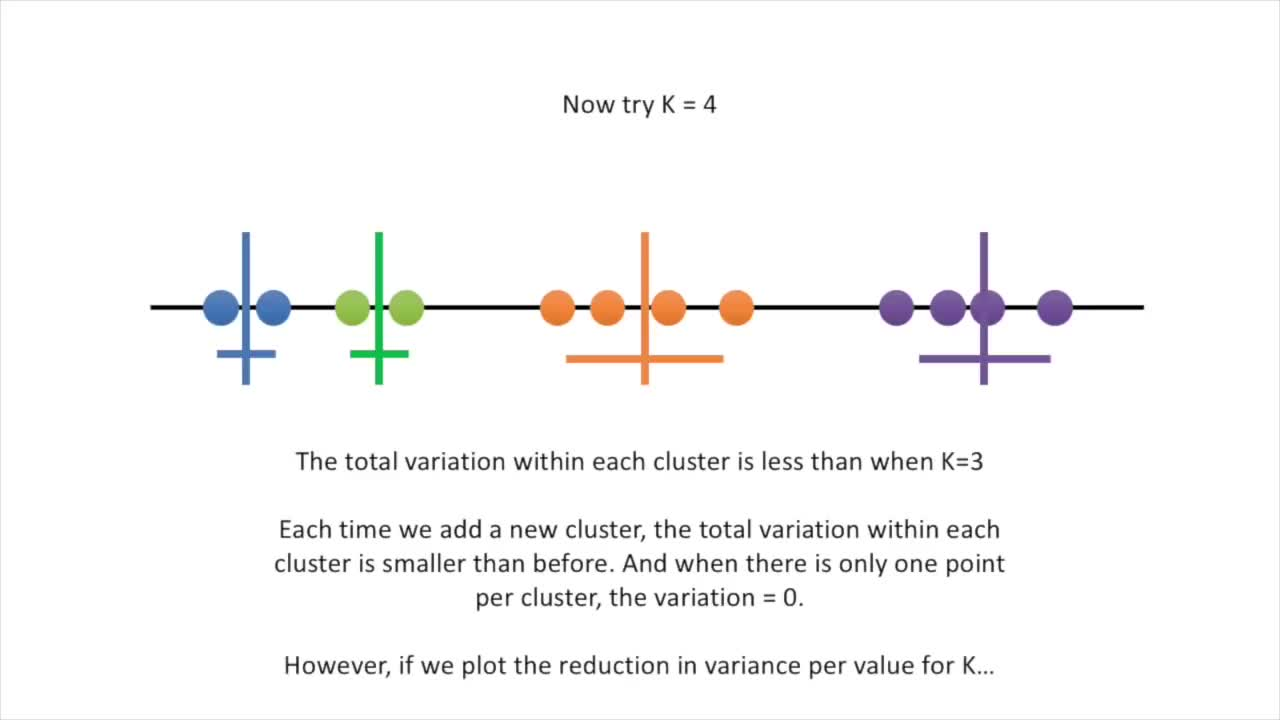 Now try K = 4
The total variation within each cluster is less than when K=3
Each time we add a new cluster, the total variation within each
cluster is smaller than before. And when there is only one point
per cluster, the variation = 0.
However, if we plot the reduction in variance per value for K…